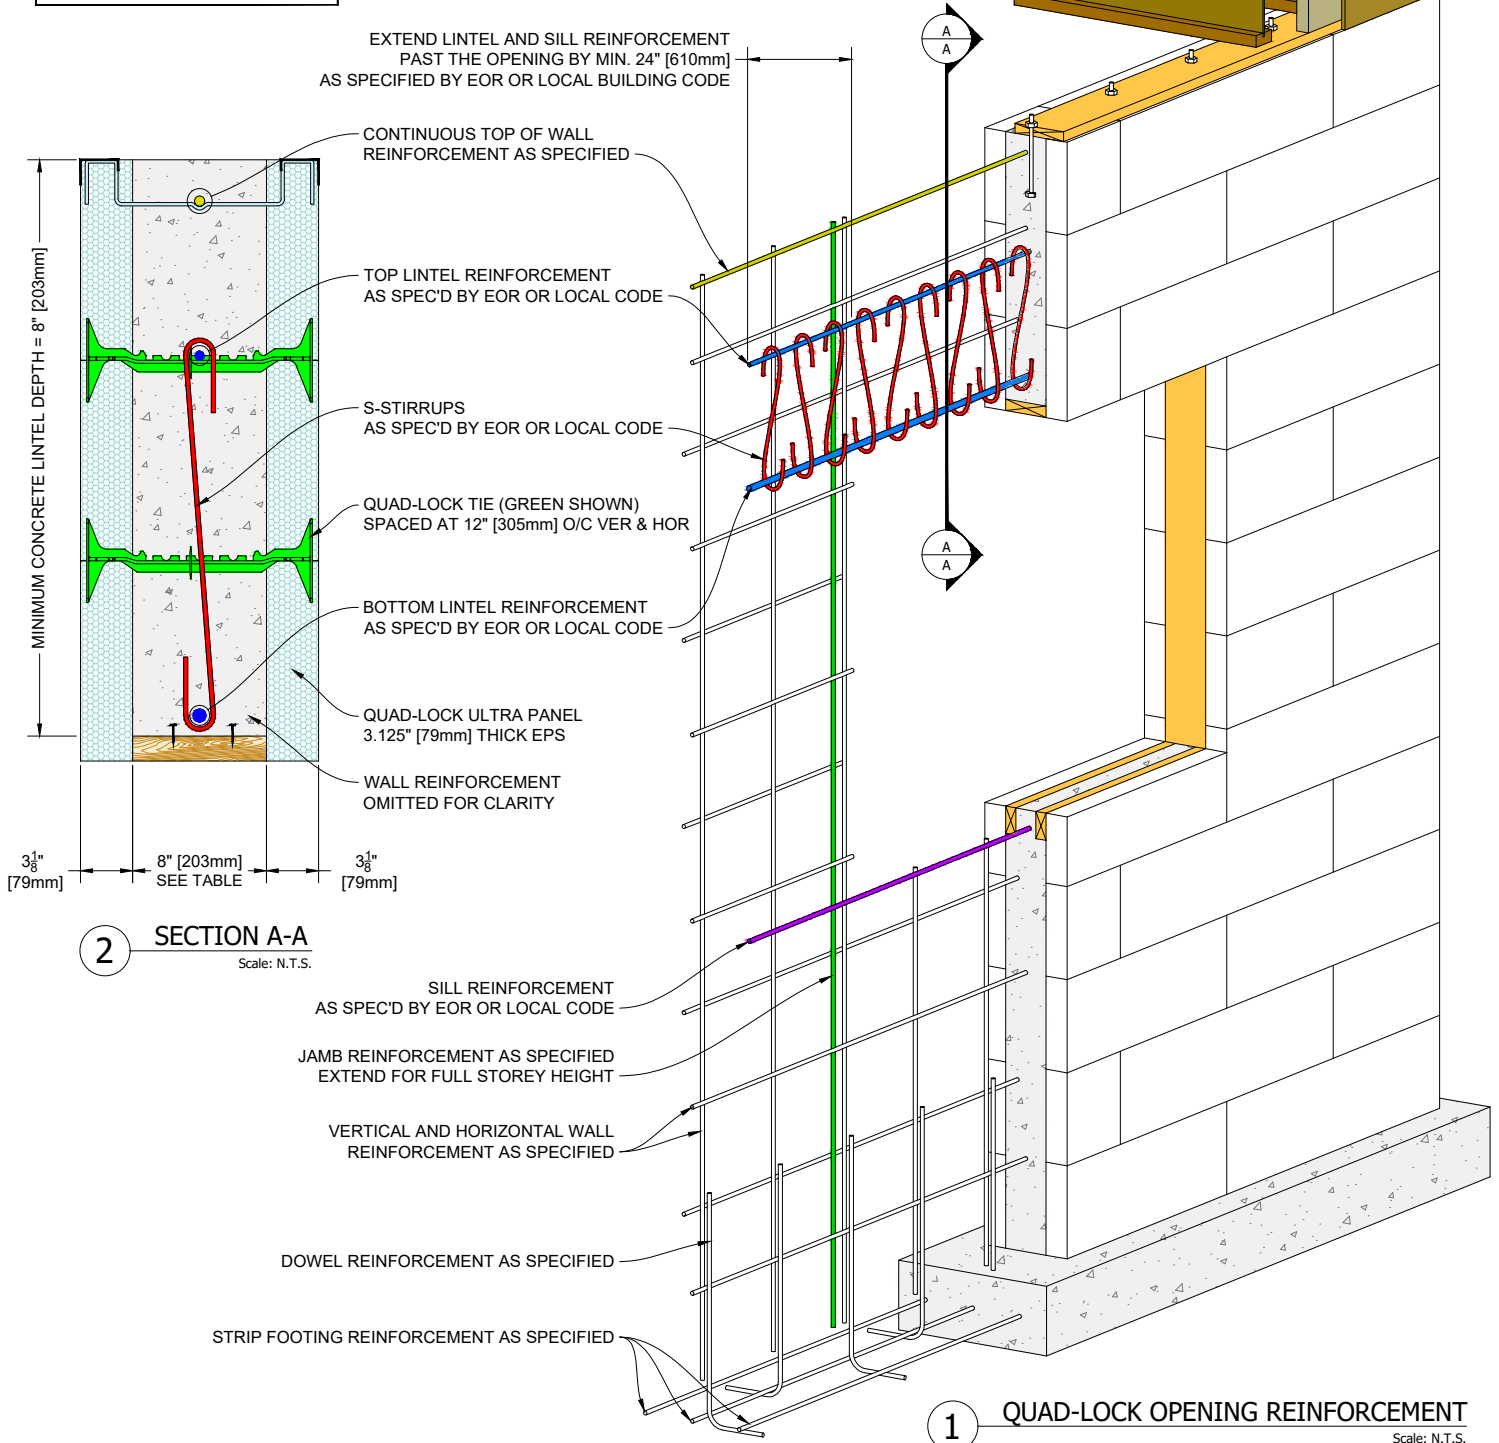 EXTEND LINTEL AND SILL REINFORCEMENT
PAST THE OPENING BY MIN. 24" [610mm]
AS SPECIFIED BY EOR OR LOCAL BUILDING CODE
A
A
CONTINUOUS TOP OF WALL
REINFORCEMENT AS SPECIFIED
TOP LINTEL REINFORCEMENT
AS SPEC'D BY EOR OR LOCAL CODE
S-STIRRUPS
AS SPEC'D BY EOR OR LOCAL CODE
QUAD-LOCK TIE (GREEN SHOWN)
SPACED AT 12" [305mm] O/C VER & HOR
A
A
BOTTOM LINTEL REINFORCEMENT
AS SPEC'D BY EOR OR LOCAL CODE
QUAD-LOCK ULTRA PANEL
3.125" [79mm] THICK EPS
WALL REINFORCEMENT
OMITTED FOR CLARITY
MINIMUM CONCRETE LINTEL DEPTH = 8" [203mm]
3 1/8"
[79mm]
8" [203mm]
SEE TABLE
3 1/8"
[79mm]
2
SECTION A-A
Scale: N.T.S.
SILL REINFORCEMENT
AS SPEC'D BY EOR OR LOCAL CODE
JAMB REINFORCEMENT AS SPECIFIED
EXTEND FOR FULL STOREY HEIGHT
VERTICAL AND HORIZONTAL WALL
REINFORCEMENT AS SPECIFIED
DOWEL REINFORCEMENT AS SPECIFIED
STRIP FOOTING REINFORCEMENT AS SPECIFIED
1
QUAD-LOCK OPENING REINFORCEMENT
Scale: N.T.S.